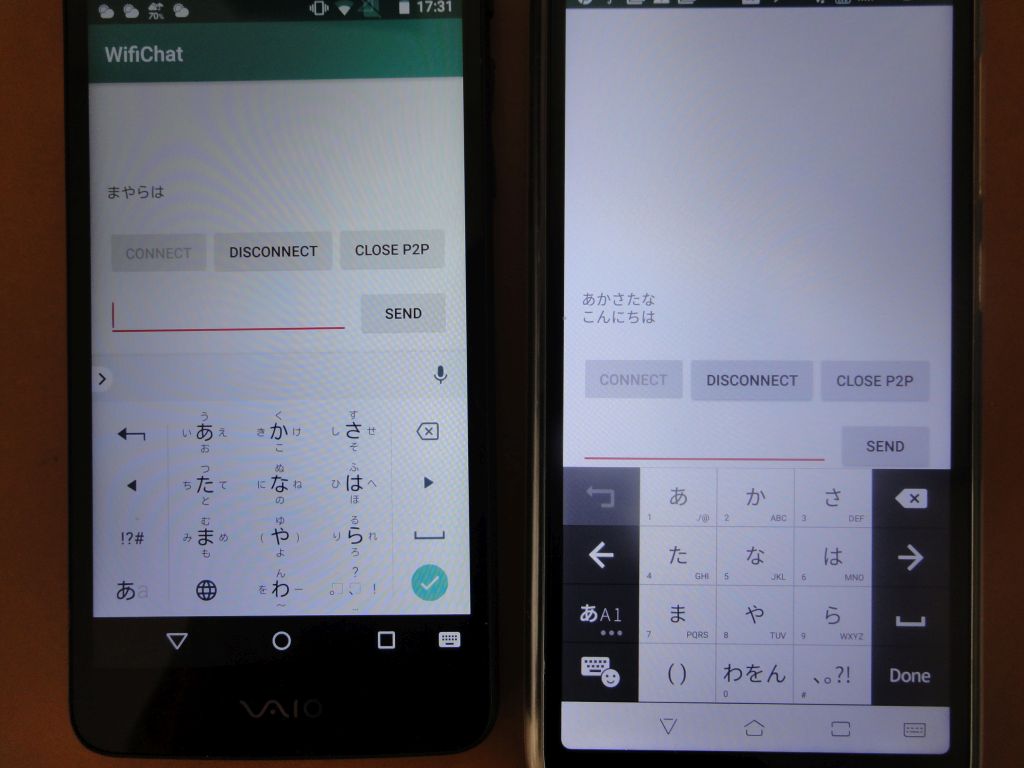 70%
17:31
WifiChat
まやらは
CONNECT DISCONNECT CLOSE P2P
SEND
う く す
いあえ きかけ しさせ
お こ そ
つ ぬ ふ
ちたて になね ひはへ
と の ほ
む ゆ る
!?# みまめ (や) りられ
も よ ろ
ん ?
あa をわー 。、!
〜 …
VAIO
あかさたな
こんにちは
CONNECT DISCONNECT CLOSE P2P
SEND
あ か さ
1 ./@ 2 ABC 3 DEF
た な は
4 GHI 5 JKL 6 MNO
あA1 ま や ら
7 PQRS 8 TUV 9 WXYZ
() わをん 、。?! Done
0 #